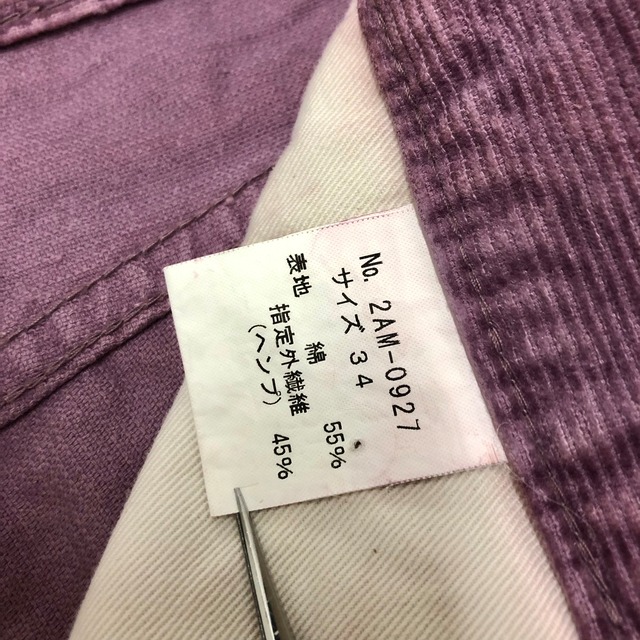 No. 2AM-0927
サイズ 34
表地
綿 55%
指定外繊維 45%
(ヘンプ)